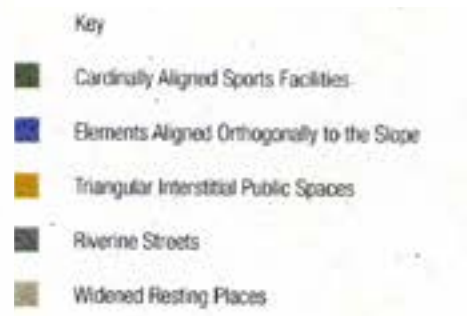 Key
Cardinally Aligned Sports Facilities
Elements Aligned Orthogonally to the Slope
Triangular Interstitial Public Spaces
Riverine Streets
Widened Resting Places